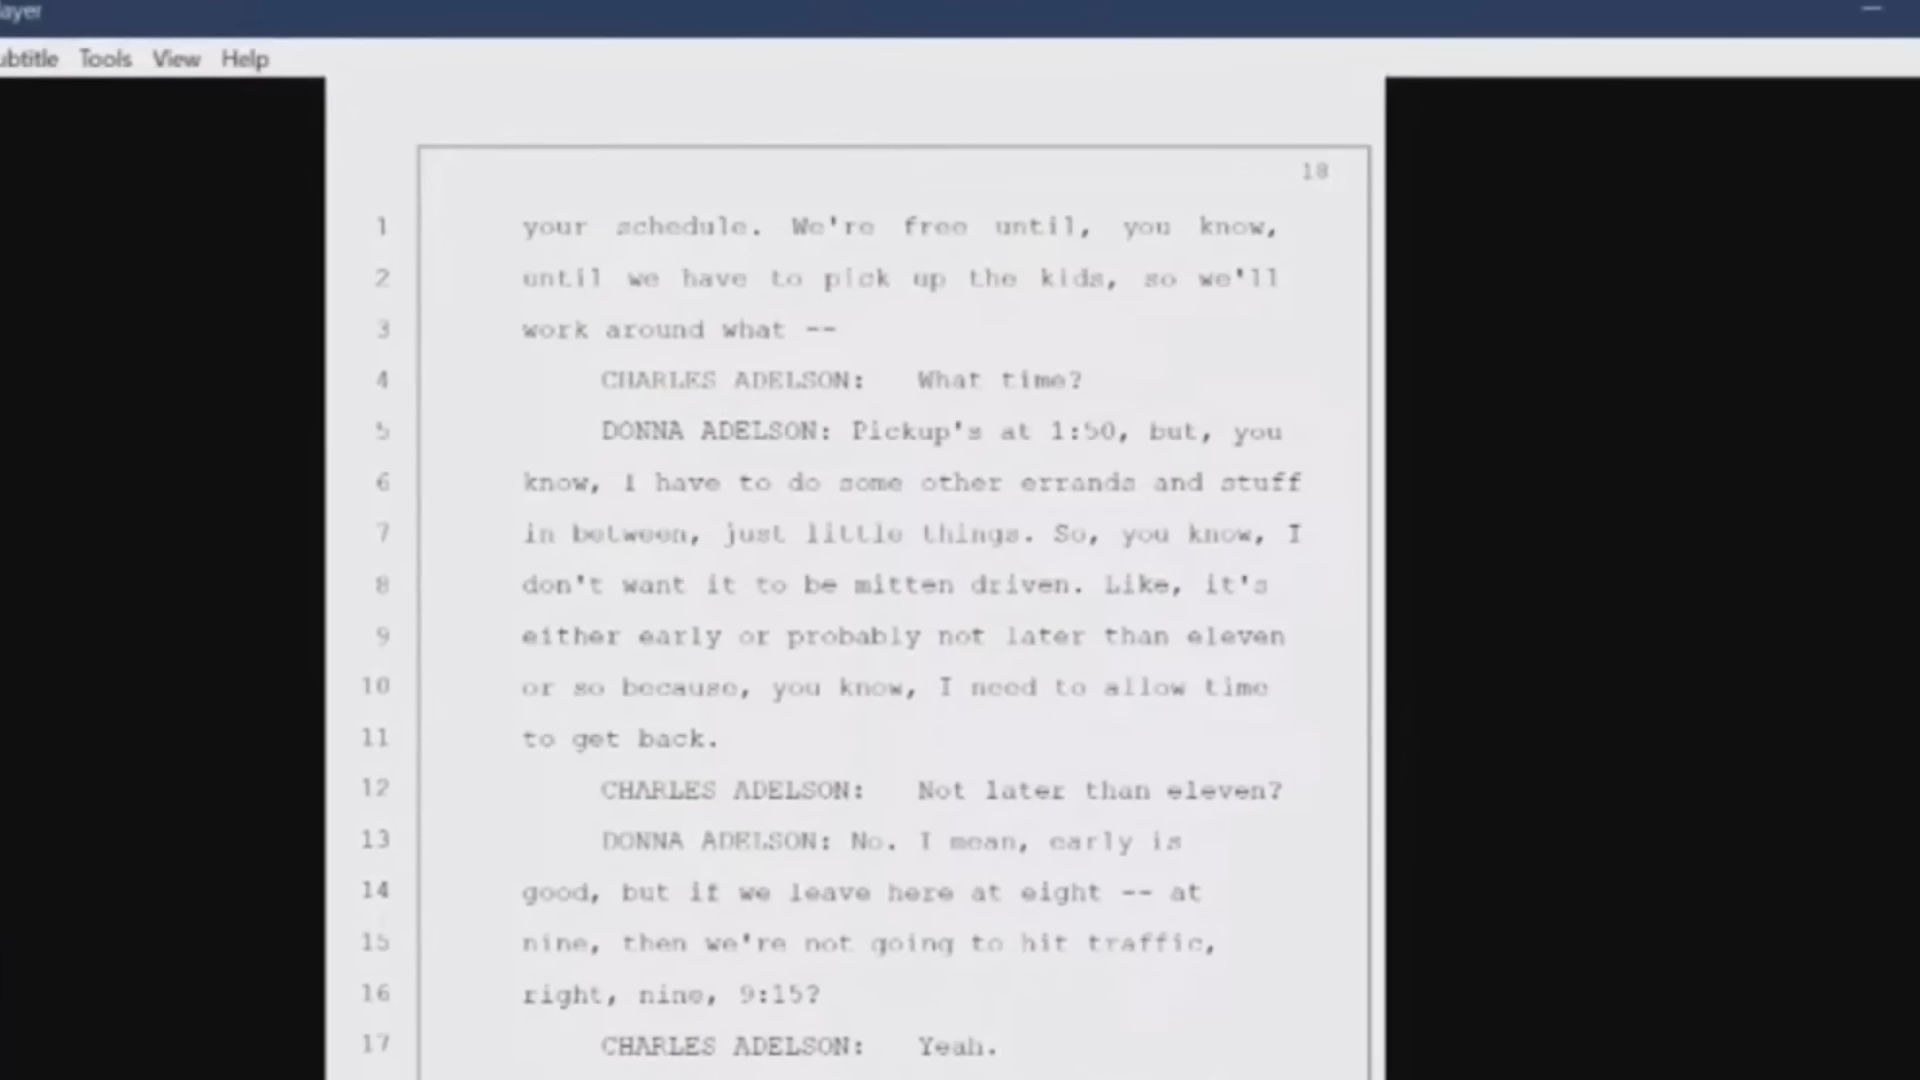 ayer
ubtitle Tools View Help
18
1 your schedule. We're free until, you know,
2 until we have to pick up the kids, so we'll
3 work around what --
4 CHARLES ADELSON: What time?
5 DONNA ADELSON: Pickup's at 1:50, but, you
6 know, I have to do some other errands and stuff
7 in between, just little things. So, you know, I
8 don't want it to be mitten driven. Like, it's
9 either early or probably not later than eleven
10 or so because, you know, I need to allow time
11 to get back.
12 CHARLES ADELSON: Not later than eleven?
13 DONNA ADELSON: No. I mean, early is
14 good, but if we leave here at eight -- at
15 nine, then we're not going to hit traffic,
16 right, nine, 9:15?
17 CHARLES ADELSON: Yeah.